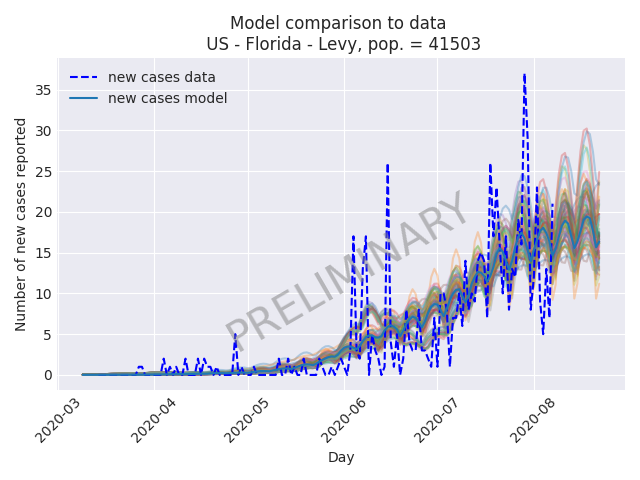 Model comparison to data
US - Florida - Levy, pop. = 41503
new cases data
new cases model
PRELIMINARY
Number of new cases reported
35
30
25
20
15
10
5
0
2020-03
2020-04
2020-05
2020-06
2020-07
2020-08
Day